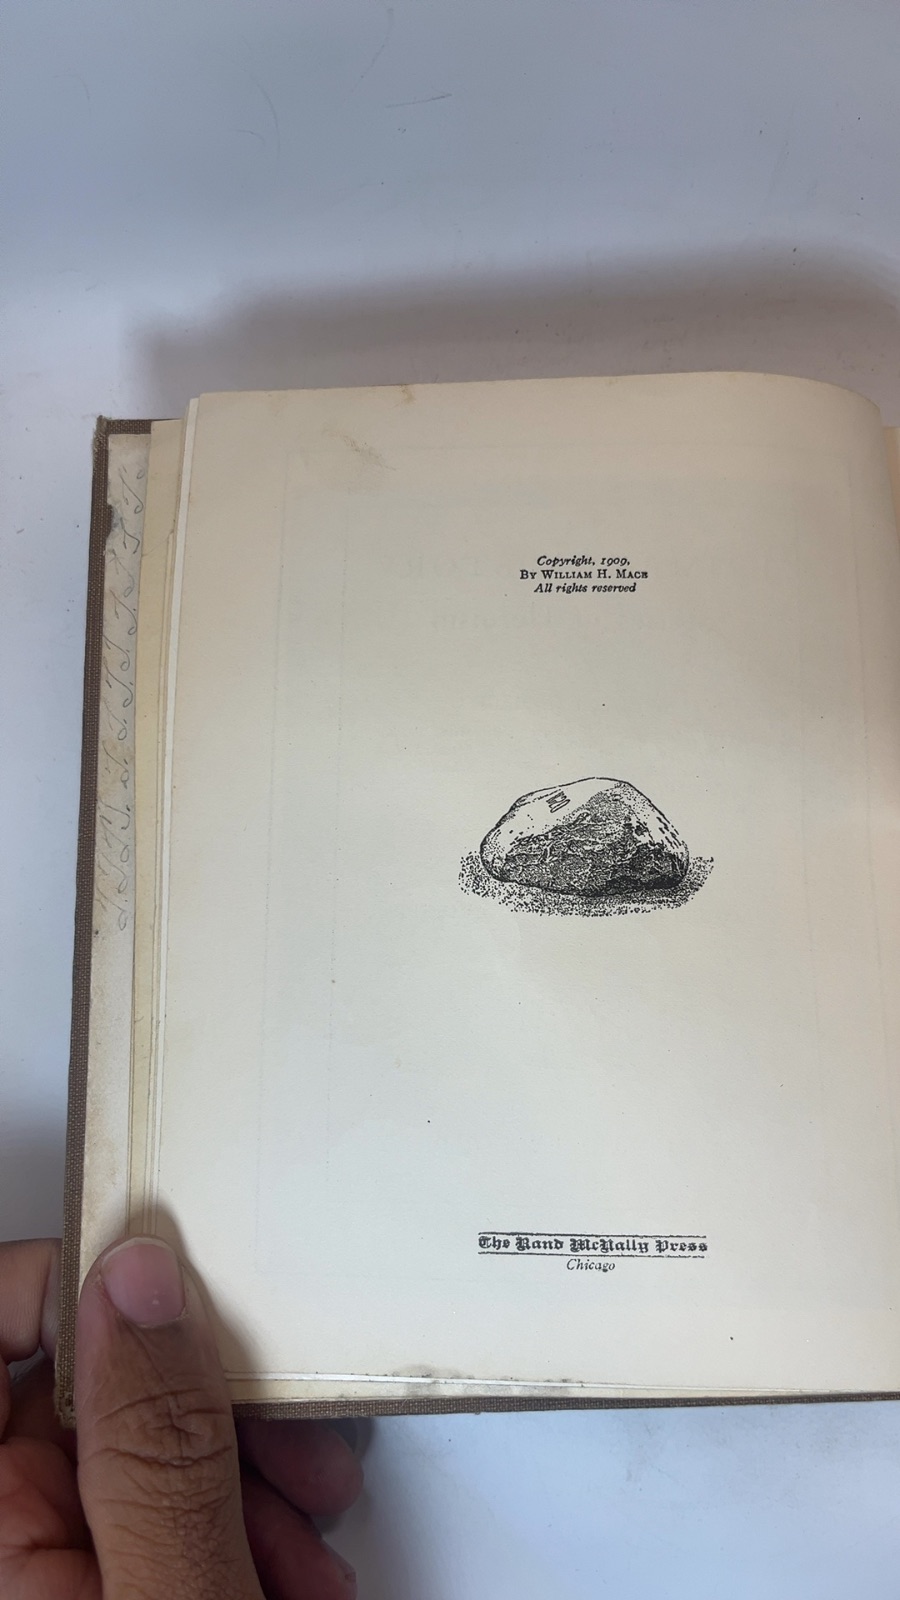 Copyright, 1909,
BY WILLIAM H. MACE
All rights reserved
The Rand McNally Press
Chicago